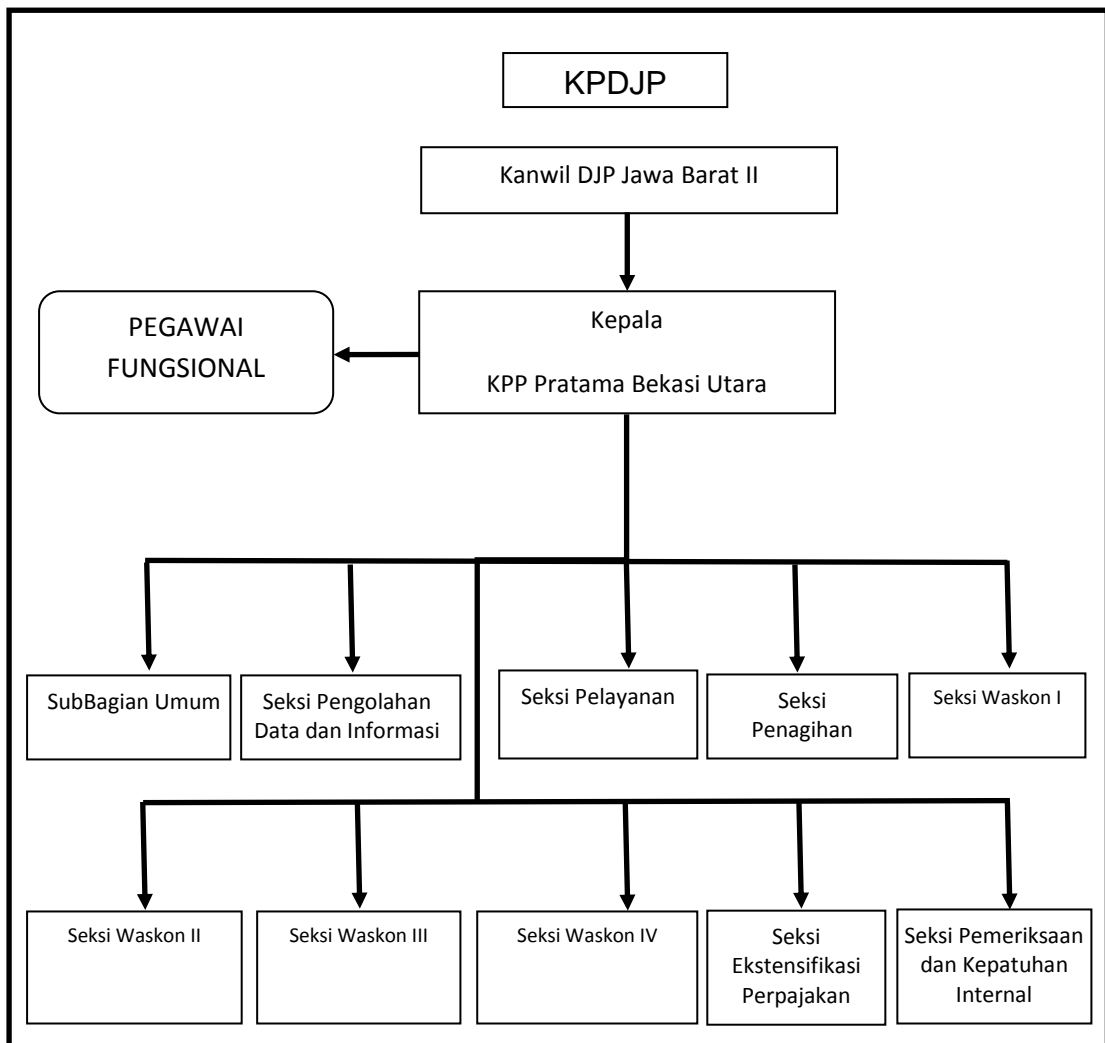 KPDJP
Kanwil DJP Jawa Barat II
PEGAWAI
FUNGSIONAL
Kepala
KPP Pratama Bekasi Utara
SubBagian Umum
Seksi Pengolahan
Data dan Informasi
Seksi Pelayanan
Seksi
Penagihan
Seksi Waskon I
Seksi Waskon II
Seksi Waskon III
Seksi Waskon IV
Seksi
Ekstensifikasi
Perpajakan
Seksi Pemeriksaan
dan Kepatuhan
Internal